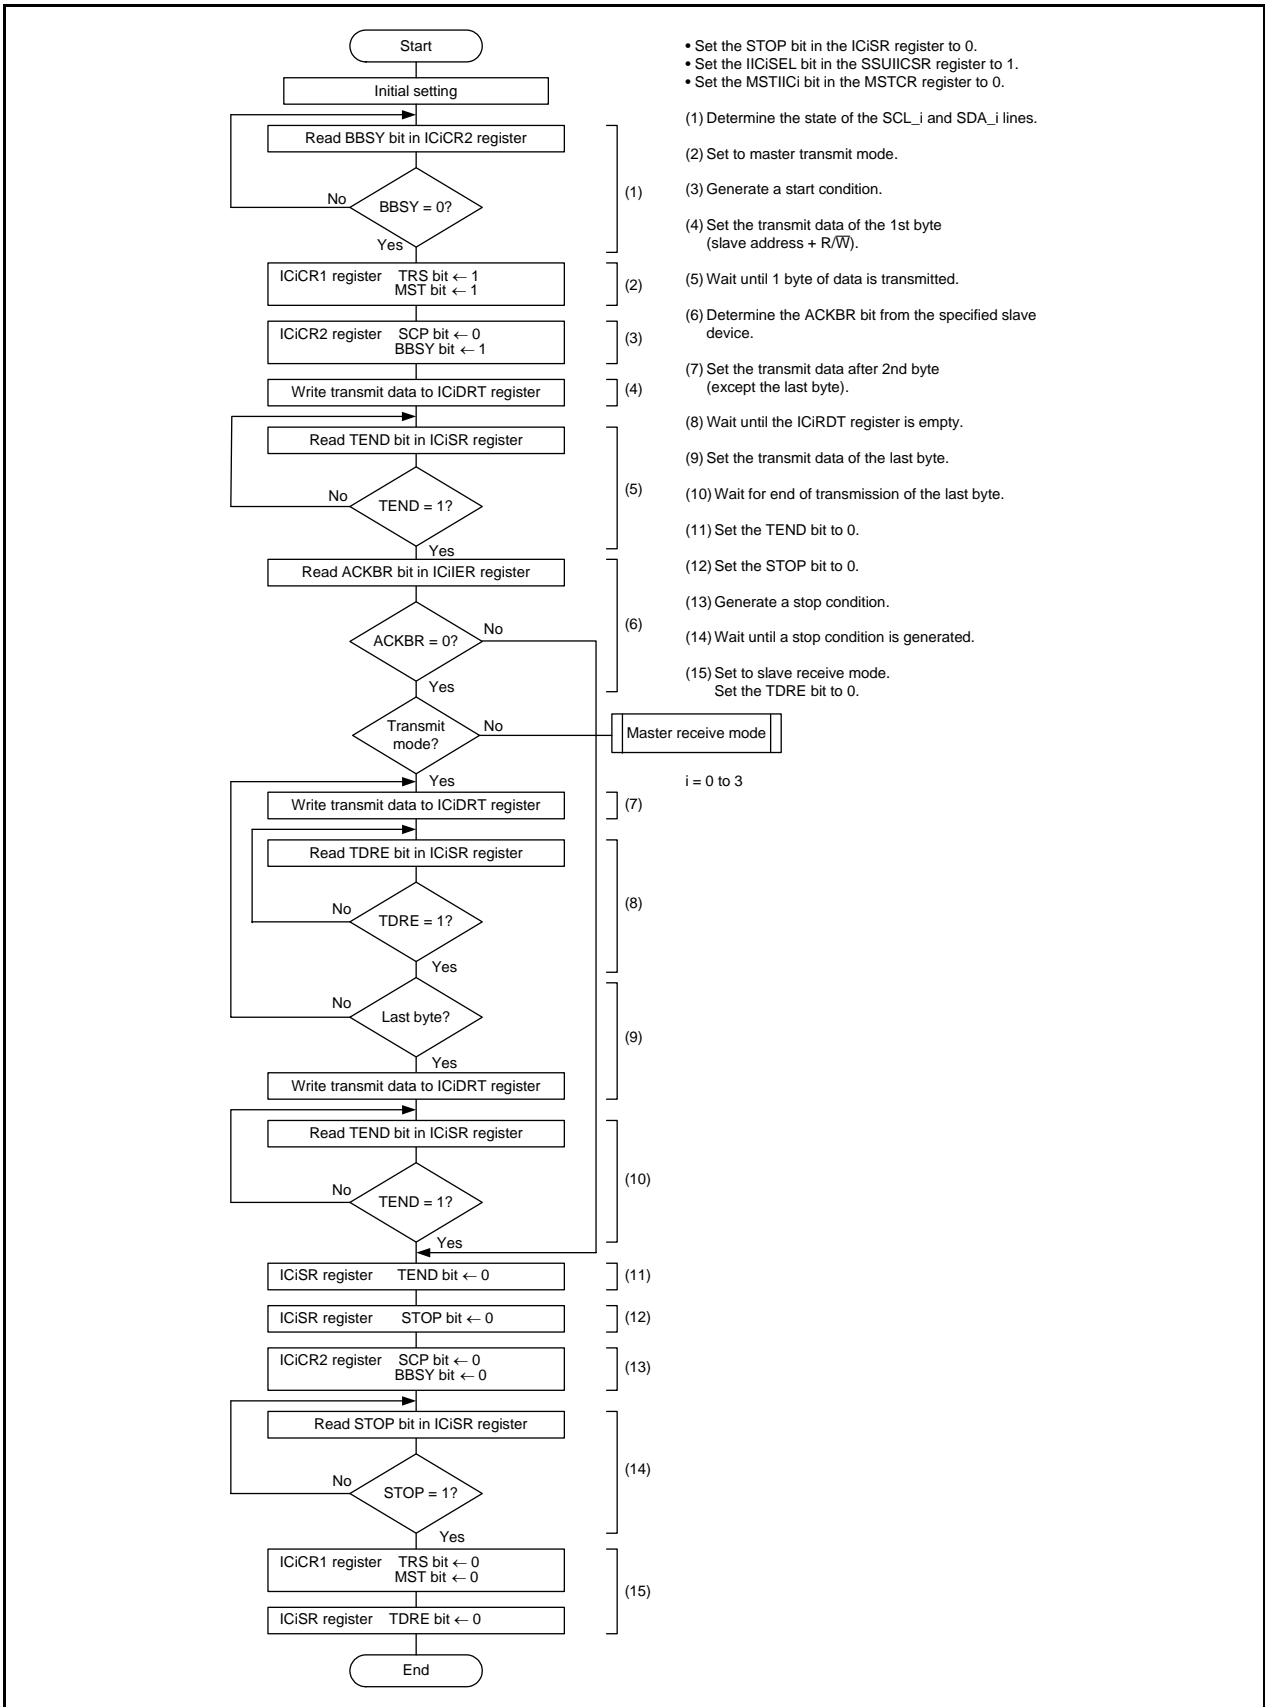 Start
Initial setting
Read BBSY bit in ICiCR2 register
BBSY = 0?
No
Yes
(1)
ICiCR1 register TRS bit ← 1
MST bit ← 1
(2)
ICiCR2 register SCP bit ← 0
BBSY bit ← 1
(3)
Write transmit data to ICiDRT register
(4)
Read TEND bit in ICiSR register
No
TEND = 1?
(5)
Yes
Read ACKBR bit in ICiIER register
ACKBR = 0?
No
(6)
Yes
Transmit
mode?
No
Master receive mode
Yes
Write transmit data to ICiDRT register
(7)
Read TDRE bit in ICiSR register
No
TDRE = 1?
(8)
Yes
No
Last byte?
(9)
Yes
Write transmit data to ICiDRT register
Read TEND bit in ICiSR register
No
TEND = 1?
(10)
Yes
ICiSR register TEND bit ← 0
(11)
ICiSR register STOP bit ← 0
(12)
ICiCR2 register SCP bit ← 0
BBSY bit ← 0
(13)
Read STOP bit in ICiSR register
No
STOP = 1?
(14)
Yes
ICiCR1 register TRS bit ← 0
MST bit ← 0
(15)
ICiSR register TDRE bit ← 0
End
• Set the STOP bit in the ICiSR register to 0.
• Set the IICiSEL bit in the SSUIICSR register to 1.
• Set the MSTIICi bit in the MSTCR register to 0.
(1) Determine the state of the SCL_i and SDA_i lines.
(2) Set to master transmit mode.
(3) Generate a start condition.
(4) Set the transmit data of the 1st byte
(slave address + R/W̅).
(5) Wait until 1 byte of data is transmitted.
(6) Determine the ACKBR bit from the specified slave
device.
(7) Set the transmit data after 2nd byte
(except the last byte).
(8) Wait until the ICiRDT register is empty.
(9) Set the transmit data of the last byte.
(10) Wait for end of transmission of the last byte.
(11) Set the TEND bit to 0.
(12) Set the STOP bit to 0.
(13) Generate a stop condition.
(14) Wait until a stop condition is generated.
(15) Set to slave receive mode.
Set the TDRE bit to 0.
i = 0 to 3